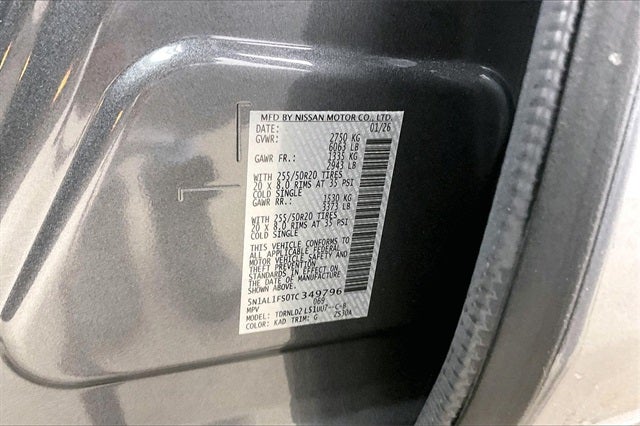 MFD BY NISSAN MOTOR CO., LTD.
DATE: 01/26
GVWR: 2750 KG
6063 LB
GAWR FR.: 1335 KG
2943 LB
WITH 255/50R20 TIRES
20 X 8.0 RIMS AT 35 PSI
COLD SINGLE
GAWR RR.: 1530 KG
3373 LB
WITH 255/50R20 TIRES
20 X 8.0 RIMS AT 35 PSI
COLD SINGLE
THIS VEHICLE CONFORMS TO
ALL APPLICABLE FEDERAL
MOTOR VEHICLE SAFETY AND
THEFT PREVENTION
STANDARDS IN EFFECT ON
THE DATE OF MANUFACTURE
SHOWN ABOVE.
5N1AL1FS0TC349796
MPV 069
MODEL: TDRNLDZ L51UU7--C-B
COLOR: KAD TRIM: G Z530A